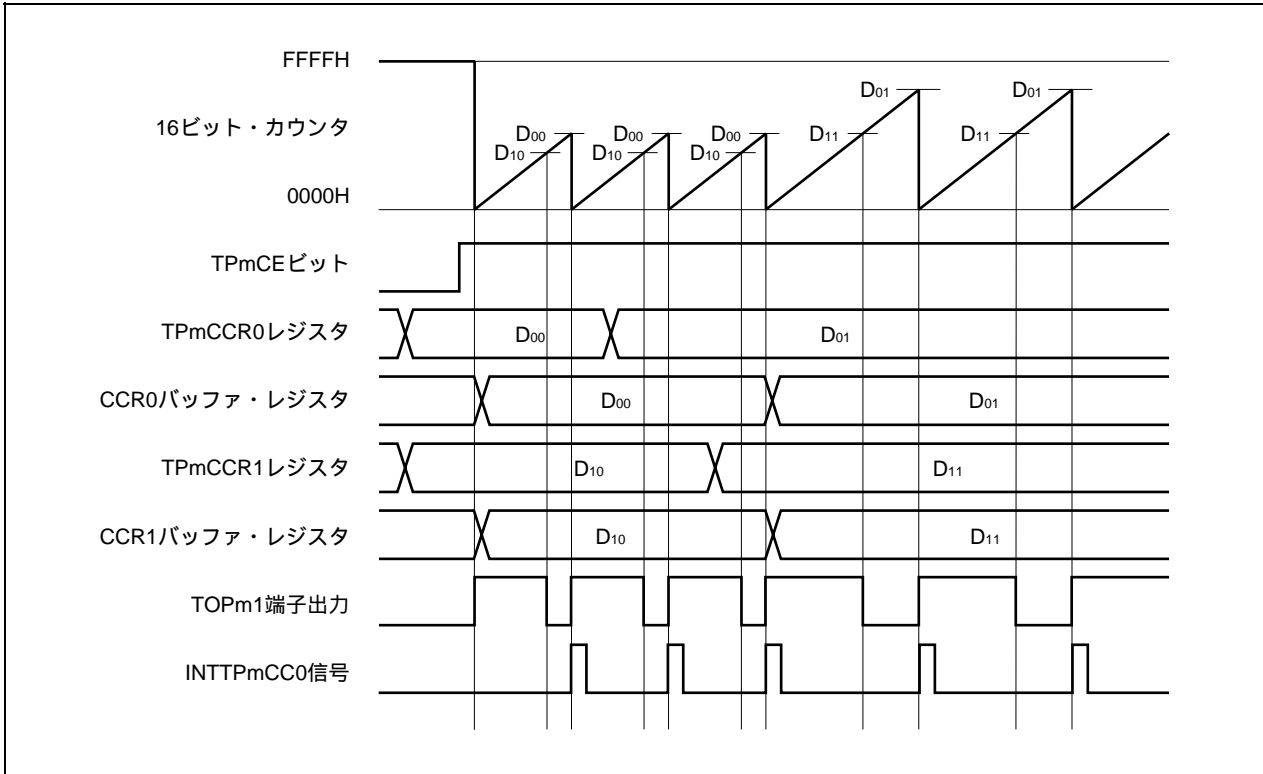 FFFFH
16ビット・カウンタ
0000H
D00 D00 D00 D01 D01
D10 D10 D10 D11 D11
TPmCEビット
TPmCCR0レジスタ D00 D01
CCR0バッファ・レジスタ D00 D01
TPmCCR1レジスタ D10 D11
CCR1バッファ・レジスタ D10 D11
TOPm1端子出力
INTTPmCC0信号